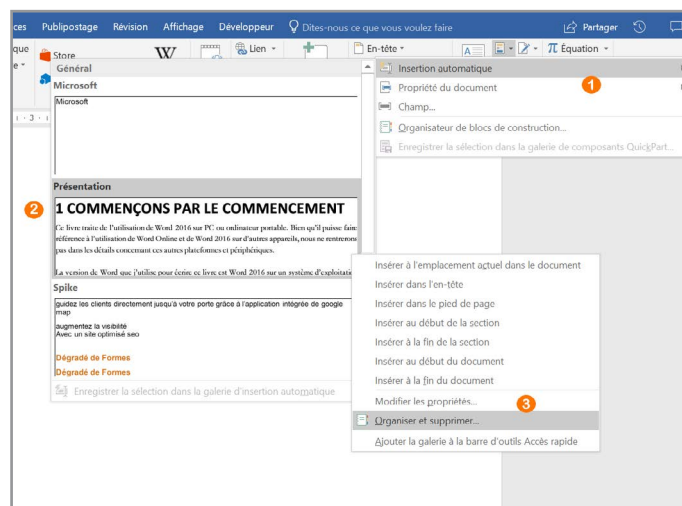 ces Publipostage Révision Affichage Développeur Dites-nous ce que vous voulez faire Partager
que Store W Lien En-tête A π Équation
Général
Microsoft
Microsoft
Insertion automatique
1
Propriété du document
Champ...
Organisateur de blocs de construction...
Enregistrer la sélection dans la galerie de composants QuickPart...
3
Présentation
2
1 COMMENÇONS PAR LE COMMENCEMENT
Ce livre traite de l'utilisation de Word 2016 sur PC ou ordinateur portable. Bien qu'il puisse faire
référence à l'utilisation de Word Online et de Word 2016 sur d'autres appareils, nous ne rentrerons
pas dans les détails concernant ces autres plateformes et périphériques.
La version de Word que j'utilise pour écrire ce livre est Word 2016 sur un système d'exploitati
Spike
guidez les clients directement jusqu'à votre porte grâce à l'application intégrée de google
map
augmentez la visibilité
Avec un site optimisé seo
Dégradé de Formes
Dégradé de Formes
Enregistrer la sélection dans la galerie d'insertion automatique
Insérer à l'emplacement actuel dans le document
Insérer dans l'en-tête
Insérer dans le pied de page
Insérer au début de la section
Insérer à la fin de la section
Insérer au début du document
Insérer à la fin du document
Modifier les propriétés...
3
Organiser et supprimer...
Ajouter la galerie à la barre d'outils Accès rapide